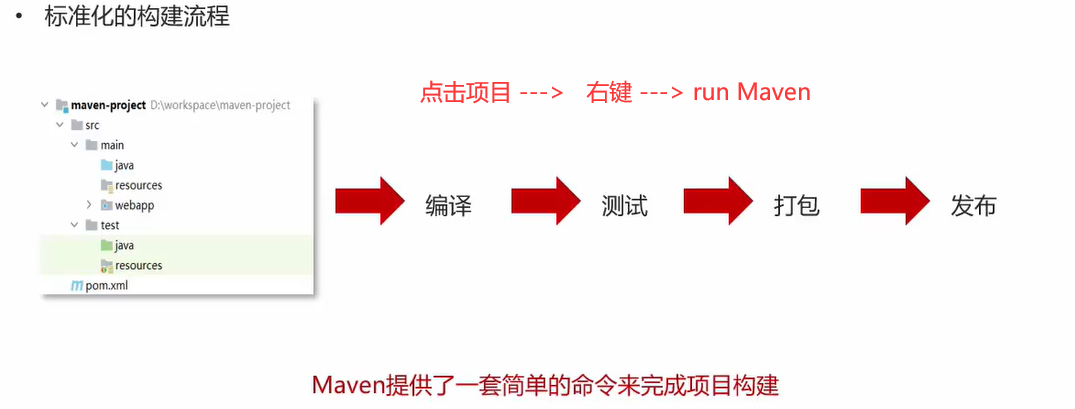 • 标准化的构建流程
点击项目 ---> 右键 ---> run Maven
maven-project D:\workspace\maven-project
src
main
java
resources
webapp
test
java
resources
pom.xml
编译 测试 打包 发布
Maven提供了一套简单的命令来完成项目构建